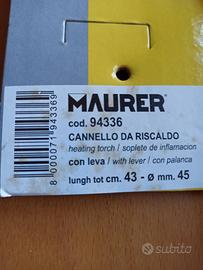 MAURER
cod. 94336
CANNELLO DA RISCALDO
heating torch / soplete de inflamacion
con leva / with lever / con palanca
lungh tot cm. 43 - ø mm. 45
8 000071 943369
subito